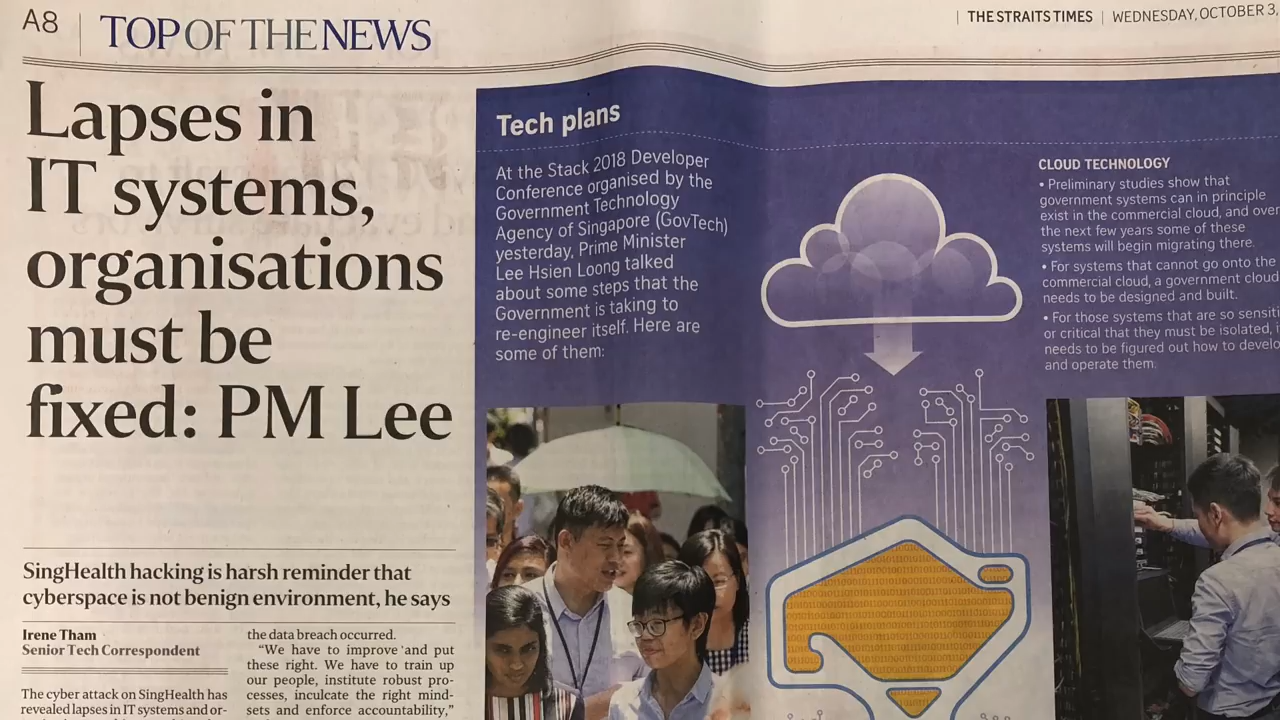 A8
TOP OF THE NEWS
THE STRAITS TIMES | WEDNESDAY, OCTOBER 3,
Lapses in
IT systems,
organisations
must be
fixed: PM Lee
SingHealth hacking is harsh reminder that
cyberspace is not benign environment, he says
Irene Tham
Senior Tech Correspondent
The cyber attack on SingHealth has
revealed lapses in IT systems and or-
the data breach occurred.
"We have to improve and put
these right. We have to train up
our people, institute robust pro-
cesses, inculcate the right mind-
sets and enforce accountability,"
Tech plans
At the Stack 2018 Developer
Conference organised by the
Government Technology
Agency of Singapore (GovTech)
yesterday, Prime Minister
Lee Hsien Loong talked
about some steps that the
Government is taking to
re-engineer itself. Here are
some of them:
CLOUD TECHNOLOGY
• Preliminary studies show that
government systems can in principle
exist in the commercial cloud, and over
the next few years some of these
systems will begin migrating there.
• For systems that cannot go onto the
commercial cloud, a government cloud
needs to be designed and built.
• For those systems that are so sensiti
or critical that they must be isolated,
needs to be figured out how to develo
and operate them.